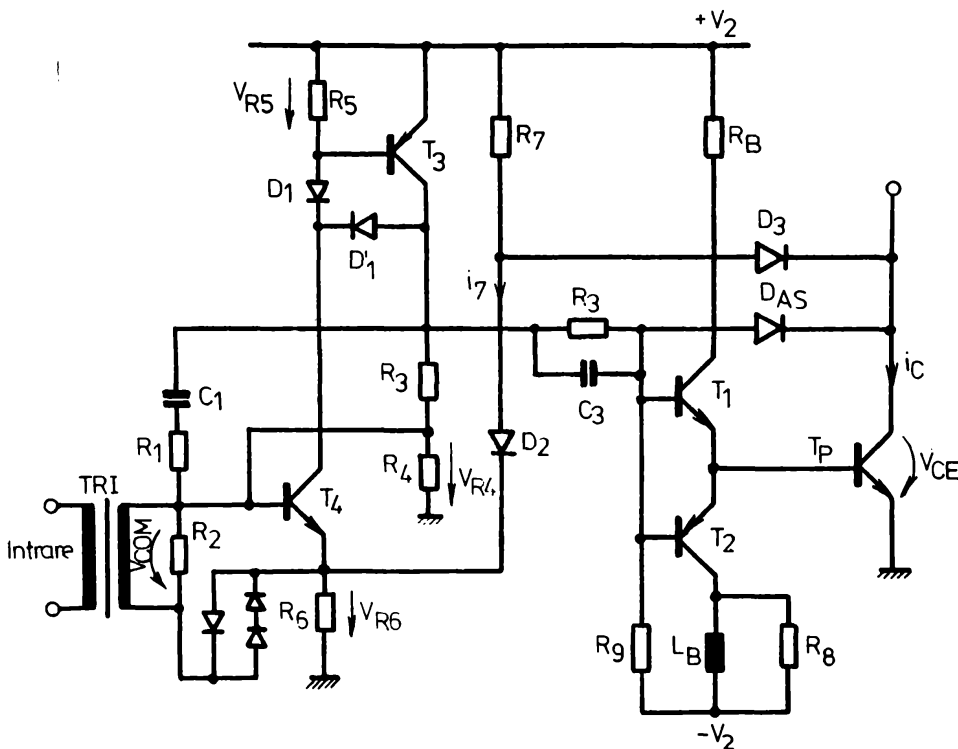 +V2
VR5
R5
T3
R7
RB
D1
D'1
D3
DAS
i7
R3
C3
C1
R3
T1
iC
R1
D2
TP
VCE
TRI
R4
VR4
T4
R2
VCOM
Intrare
T2
R6
VR6
R9
LB
R8
-V2